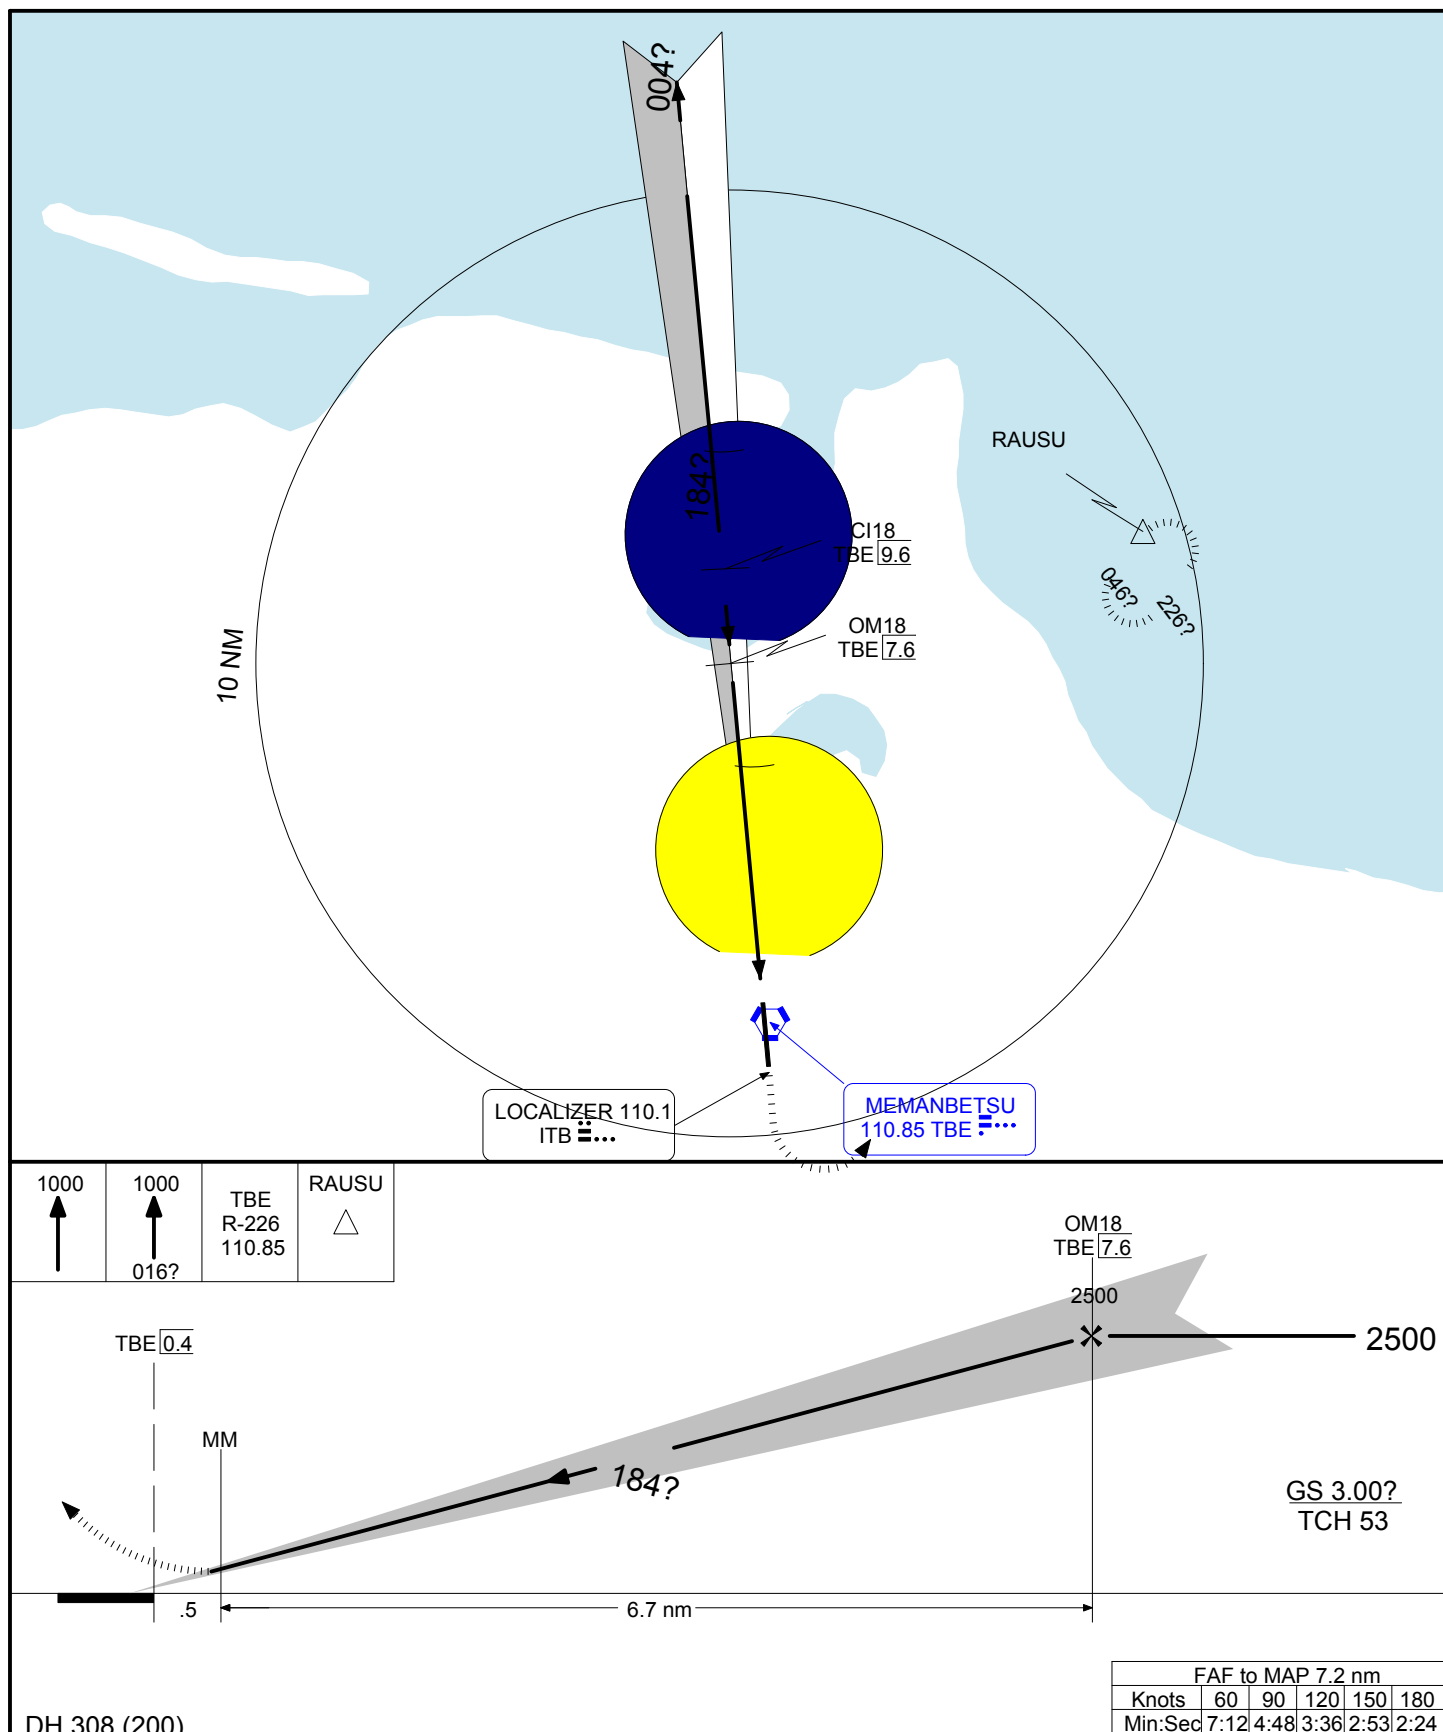 004?
184?
RAUSU
CI18
TBE 9.6
OM18
TBE 7.6
046?
226?
10 NM
LOCALIZER 110.1
ITB
MEMANBETSU
110.85 TBE
1000
1000
016?
TBE
R-226
110.85
RAUSU
OM18
TBE 7.6
2500
2500
TBE 0.4
MM
184?
GS 3.00?
TCH 53
.5
6.7 nm
FAF to MAP 7.2 nm
Knots 60 90 120 150 180
Min:Sec 7:12 4:48 3:36 2:53 2:24
DH 308 (200)